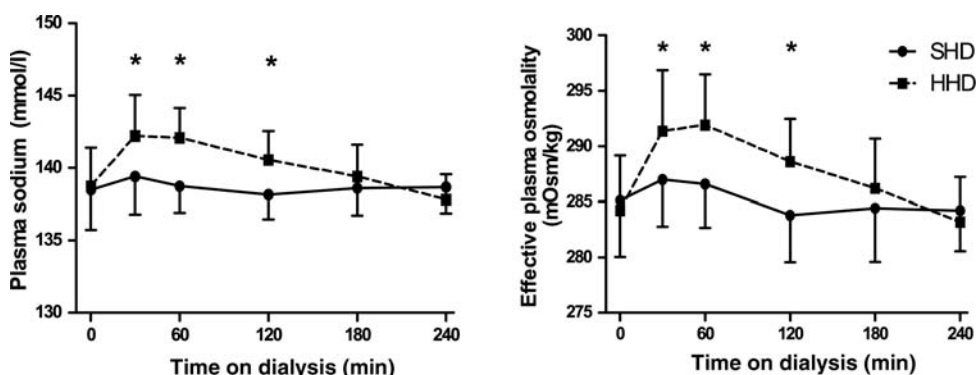 Plasma sodium (mmol/l)
150
145
140
135
130
* * *
0 60 120 180 240
Time on dialysis (min)
Effective plasma osmolality
(mOsm/kg)
300
295
290
285
280
275
* * *
SHD
HHD
0 60 120 180 240
Time on dialysis (min)